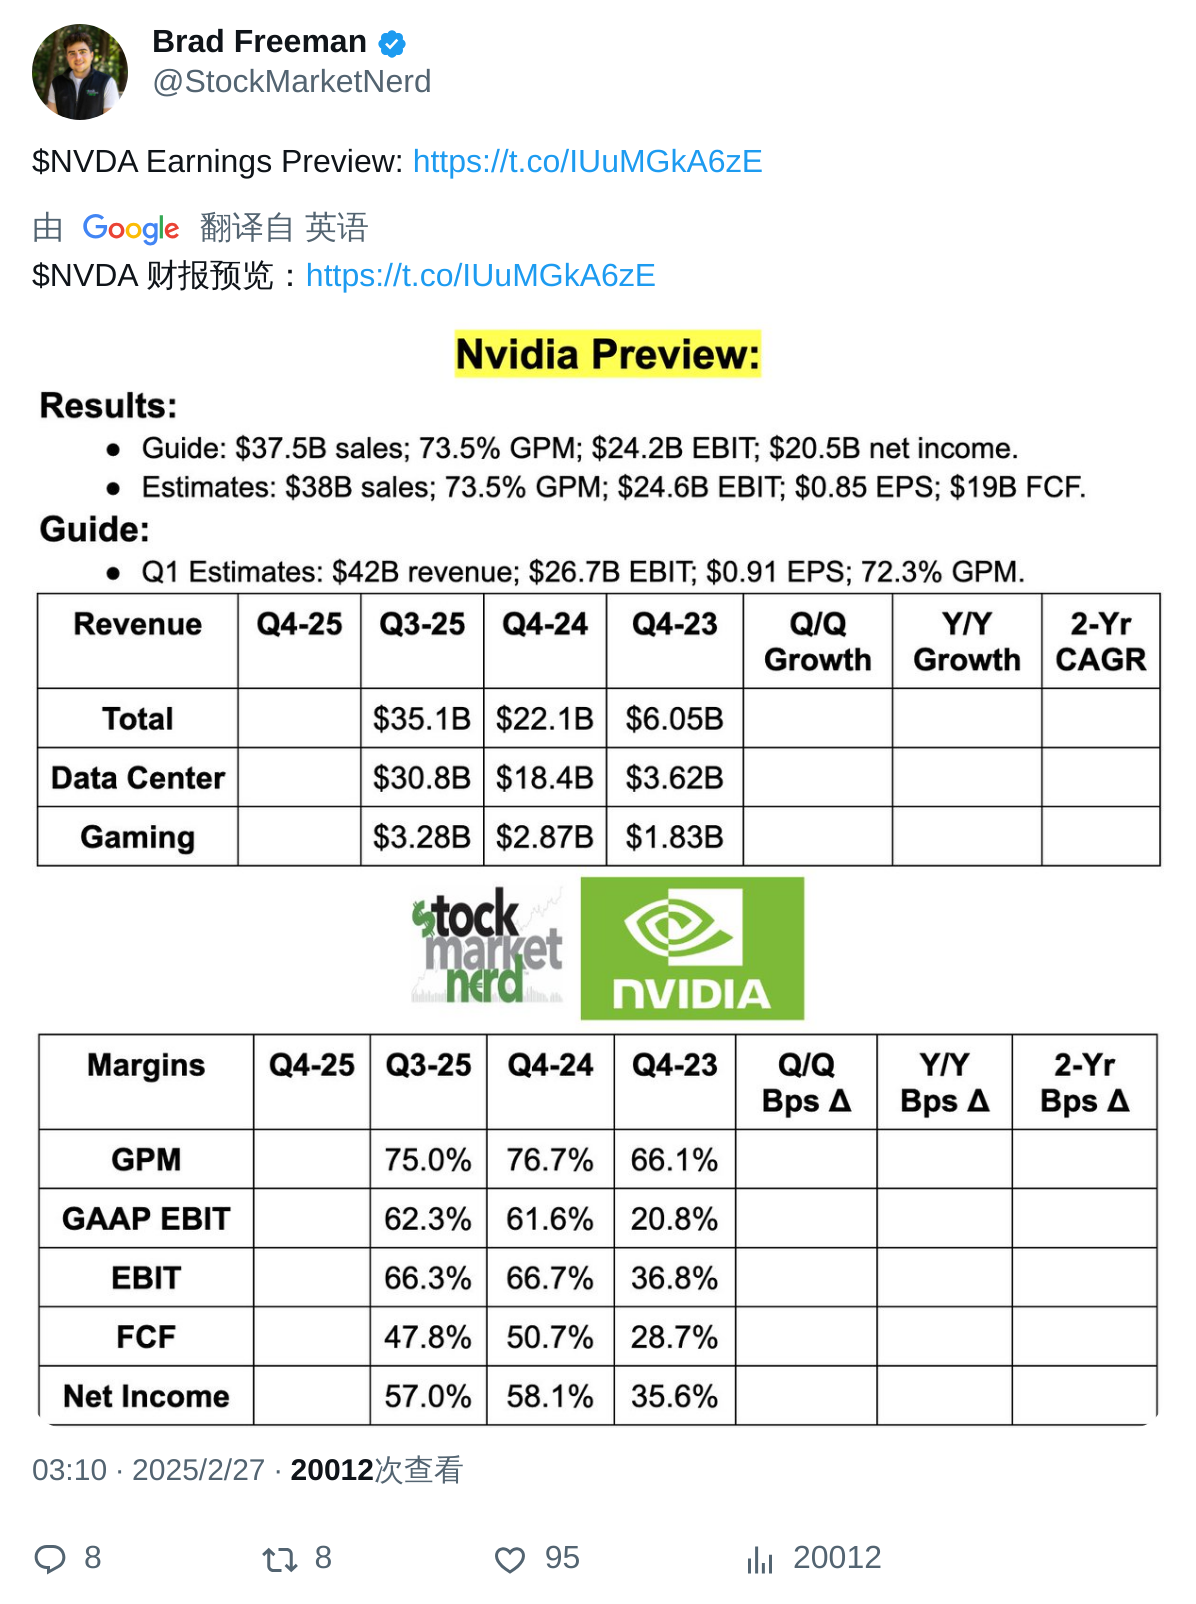 Brad Freeman
@StockMarketNerd
$NVDA Earnings Preview: https://t.co/IUuMGkA6zE
由 Google 翻译自 英语
$NVDA 财报预览：https://t.co/IUuMGkA6zE
Nvidia Preview:
Results:
● Guide: $37.5B sales; 73.5% GPM; $24.2B EBIT; $20.5B net income.
● Estimates: $38B sales; 73.5% GPM; $24.6B EBIT; $0.85 EPS; $19B FCF.
Guide:
● Q1 Estimates: $42B revenue; $26.7B EBIT; $0.91 EPS; 72.3% GPM.
Revenue Q4-25 Q3-25 Q4-24 Q4-23 Q/Q Growth Y/Y Growth 2-Yr CAGR
Total $35.1B $22.1B $6.05B
Data Center $30.8B $18.4B $3.62B
Gaming $3.28B $2.87B $1.83B
$tock
market
nerd
NVIDIA
Margins Q4-25 Q3-25 Q4-24 Q4-23 Q/Q Bps Δ Y/Y Bps Δ 2-Yr Bps Δ
GPM 75.0% 76.7% 66.1%
GAAP EBIT 62.3% 61.6% 20.8%
EBIT 66.3% 66.7% 36.8%
FCF 47.8% 50.7% 28.7%
Net Income 57.0% 58.1% 35.6%
03:10 · 2025/2/27 · 20012次查看
8 8 95 20012